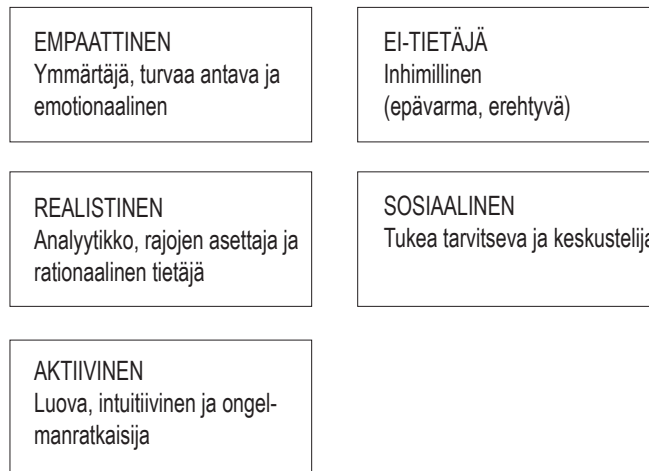 EMPAATTINEN
Ymmärtäjä, turvaa antava ja
emotionaalinen
EI-TIETÄJÄ
Inhimillinen
(epävarma, erehtyvä)
REALISTINEN
Analyytikko, rajojen asettaja ja
rationaalinen tietäjä
SOSIAALINEN
Tukea tarvitseva ja keskustelija
AKTIIVINEN
Luova, intuitiivinen ja ongel-
manratkaisija